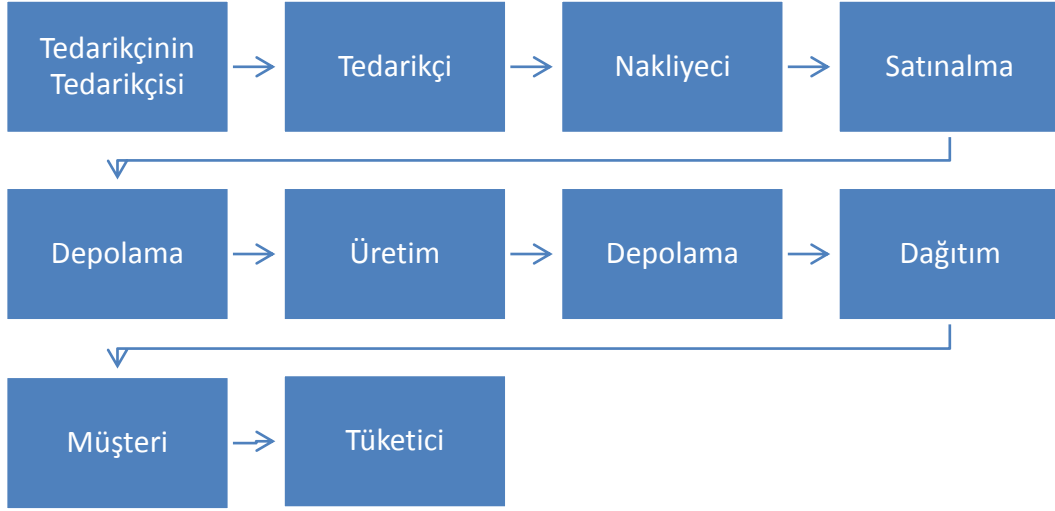 Tedarikçinin
Tedarikçisi
Tedarikçi
Nakliyeci
Satınalma
Depolama
Üretim
Depolama
Dağıtım
Müşteri
Tüketici